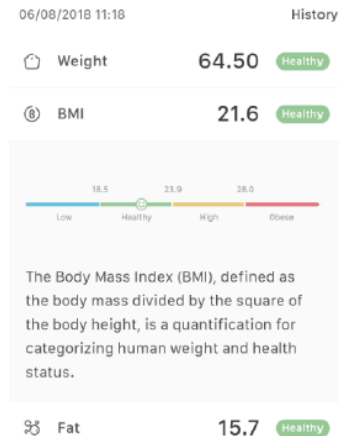 06/08/2018 11:18 History
Weight 64.50 Healthy
BMI 21.6 Healthy
18.5 23.9 28.0
Low Healthy High Obese
The Body Mass Index (BMI), defined as
the body mass divided by the square of
the body height, is a quantification for
categorizing human weight and health
status.
Fat 15.7 Healthy